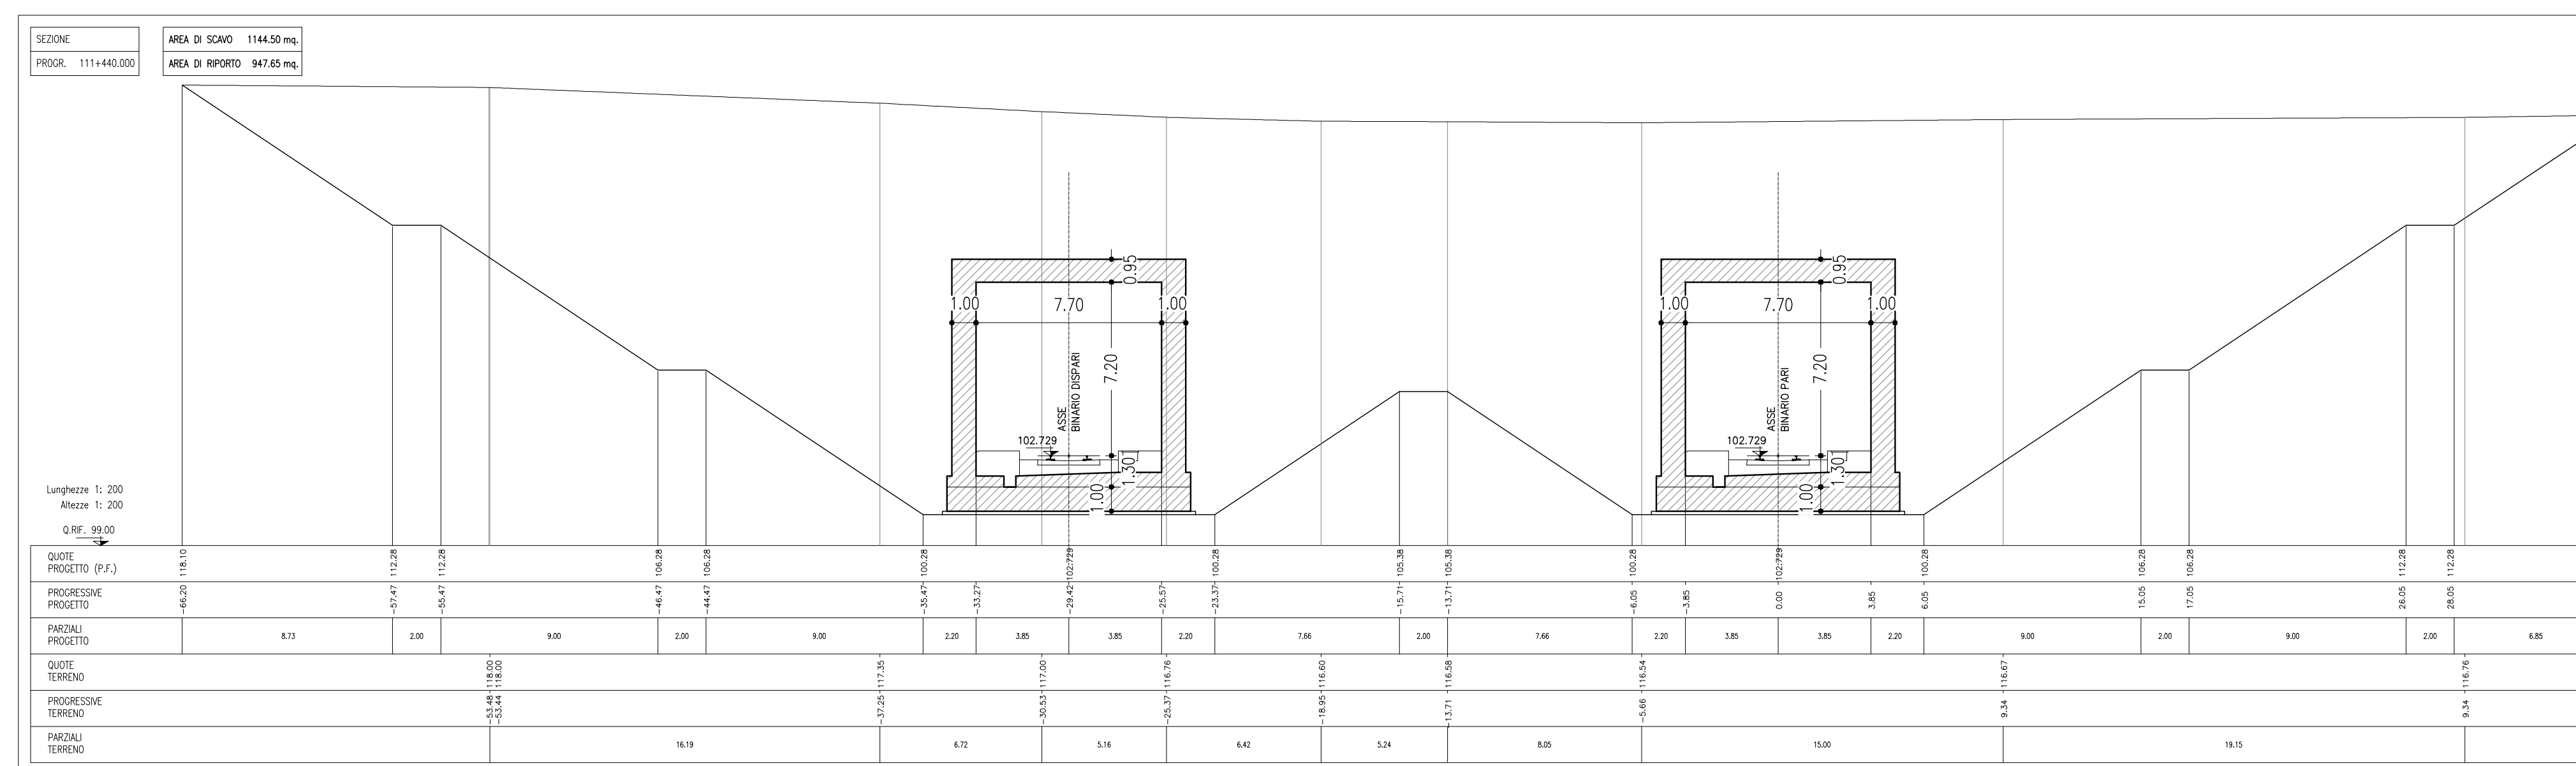 SEZIONE
PROGR. 111+440.000
AREA DI SCAVO 1144.50 mq.
AREA DI RIPORTO 947.65 mq.
0.95
1.00 7.70 1.00
7.20
ASSE
BINARIO DISPARI
102.729
1.30
1.00
0.95
1.00 7.70 1.00
7.20
ASSE
BINARIO PARI
102.729
1.30
1.00
Lunghezze 1: 200
Altezze 1: 200
Q.RIF. 99.00
QUOTE
PROGETTO (P.F.)
118.10 112.28 112.28 106.28 106.28 100.28 102.729 100.28 105.38 105.38 100.28 102.729 100.28 106.28 106.28 112.28 112.28
PROGRESSIVE
PROGETTO
-66.20 -57.47 -55.47 -46.47 -44.47 -35.47 -33.27 -29.42 -25.57 -23.37 -15.71 -13.71 -6.05 -3.85 0.00 3.85 6.05 15.05 17.05 26.05 28.05
PARZIALI
PROGETTO
8.73 2.00 9.00 2.00 9.00 2.20 3.85 3.85 2.20 7.66 2.00 7.66 2.20 3.85 3.85 2.20 9.00 2.00 9.00 2.00 6.85
QUOTE
TERRENO
118.00 118.00 117.35 117.00 116.76 116.60 116.58 116.54 116.67 116.76
PROGRESSIVE
TERRENO
-53.48 -53.44 -37.25 -30.53 -25.37 -18.95 -13.71 -5.66 9.34 9.34
PARZIALI
TERRENO
16.19 6.72 5.16 6.42 5.24 8.05 15.00 19.15